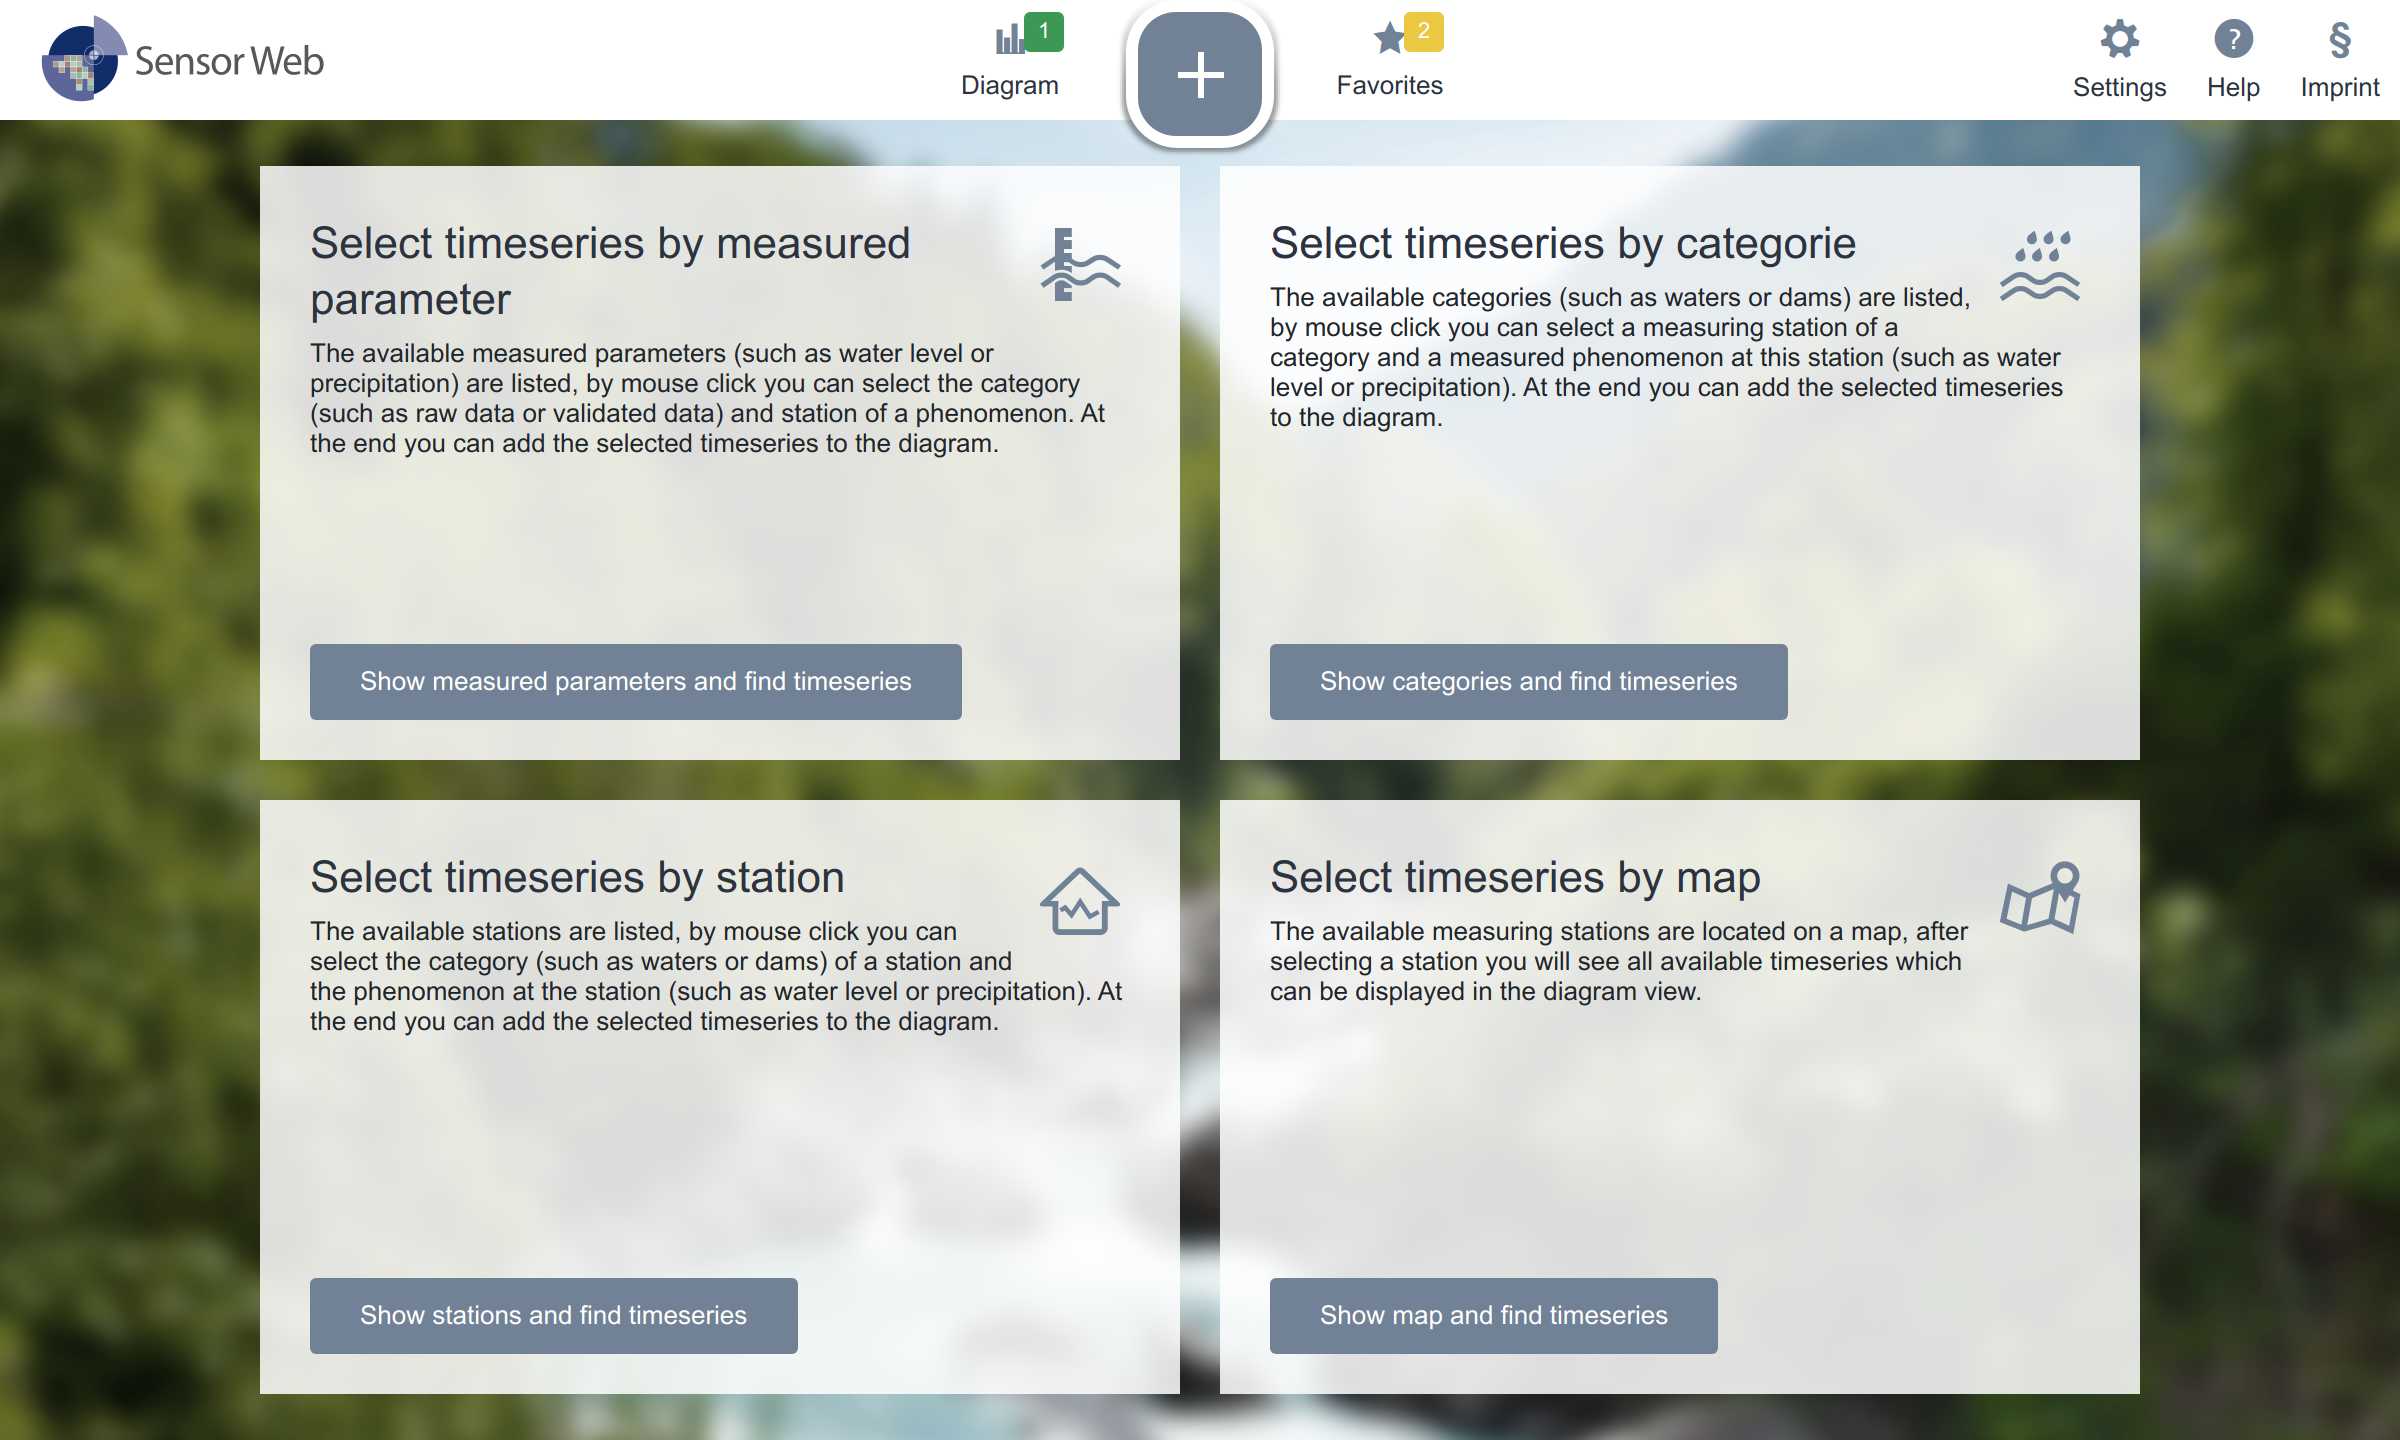 Sensor Web
1
Diagram
+
2
Favorites
Settings
?
Help
§
Imprint
Select timeseries by measured
parameter
The available measured parameters (such as water level or
precipitation) are listed, by mouse click you can select the category
(such as raw data or validated data) and station of a phenomenon. At
the end you can add the selected timeseries to the diagram.
Show measured parameters and find timeseries
Select timeseries by categorie
The available categories (such as waters or dams) are listed,
by mouse click you can select a measuring station of a
category and a measured phenomenon at this station (such as water
level or precipitation). At the end you can add the selected timeseries
to the diagram.
Show categories and find timeseries
Select timeseries by station
The available stations are listed, by mouse click you can
select the category (such as waters or dams) of a station and
the phenomenon at the station (such as water level or precipitation). At
the end you can add the selected timeseries to the diagram.
Show stations and find timeseries
Select timeseries by map
The available measuring stations are located on a map, after
selecting a station you will see all available timeseries which
can be displayed in the diagram view.
Show map and find timeseries